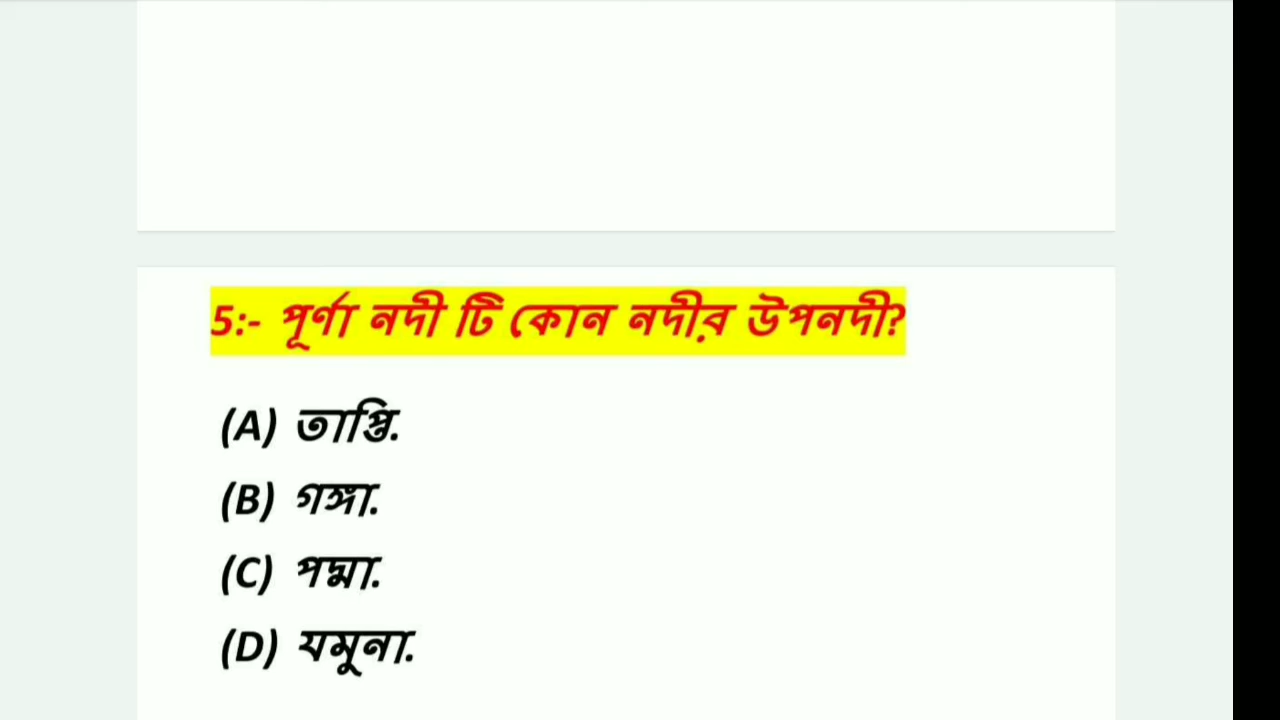 5:- পূর্ণা নদী টি কোন নদীর উপনদী?
(A) তাপ্তি.
(B) গঙ্গা.
(C) পদ্মা.
(D) যমুনা.